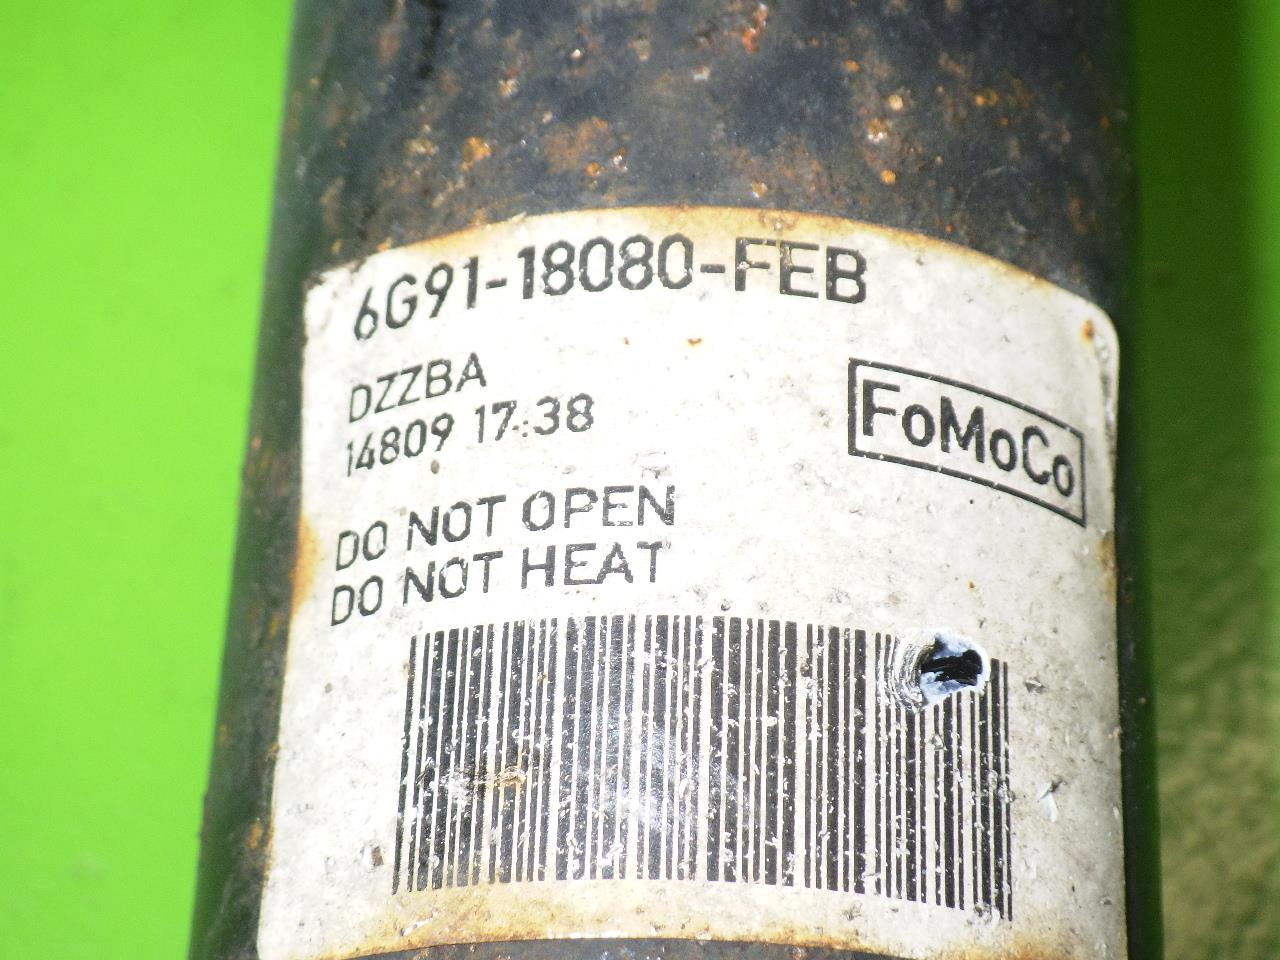 6G91-18080-FEB
DZZBA
14809 17:38
FoMoCo
DO NOT OPEN
DO NOT HEAT